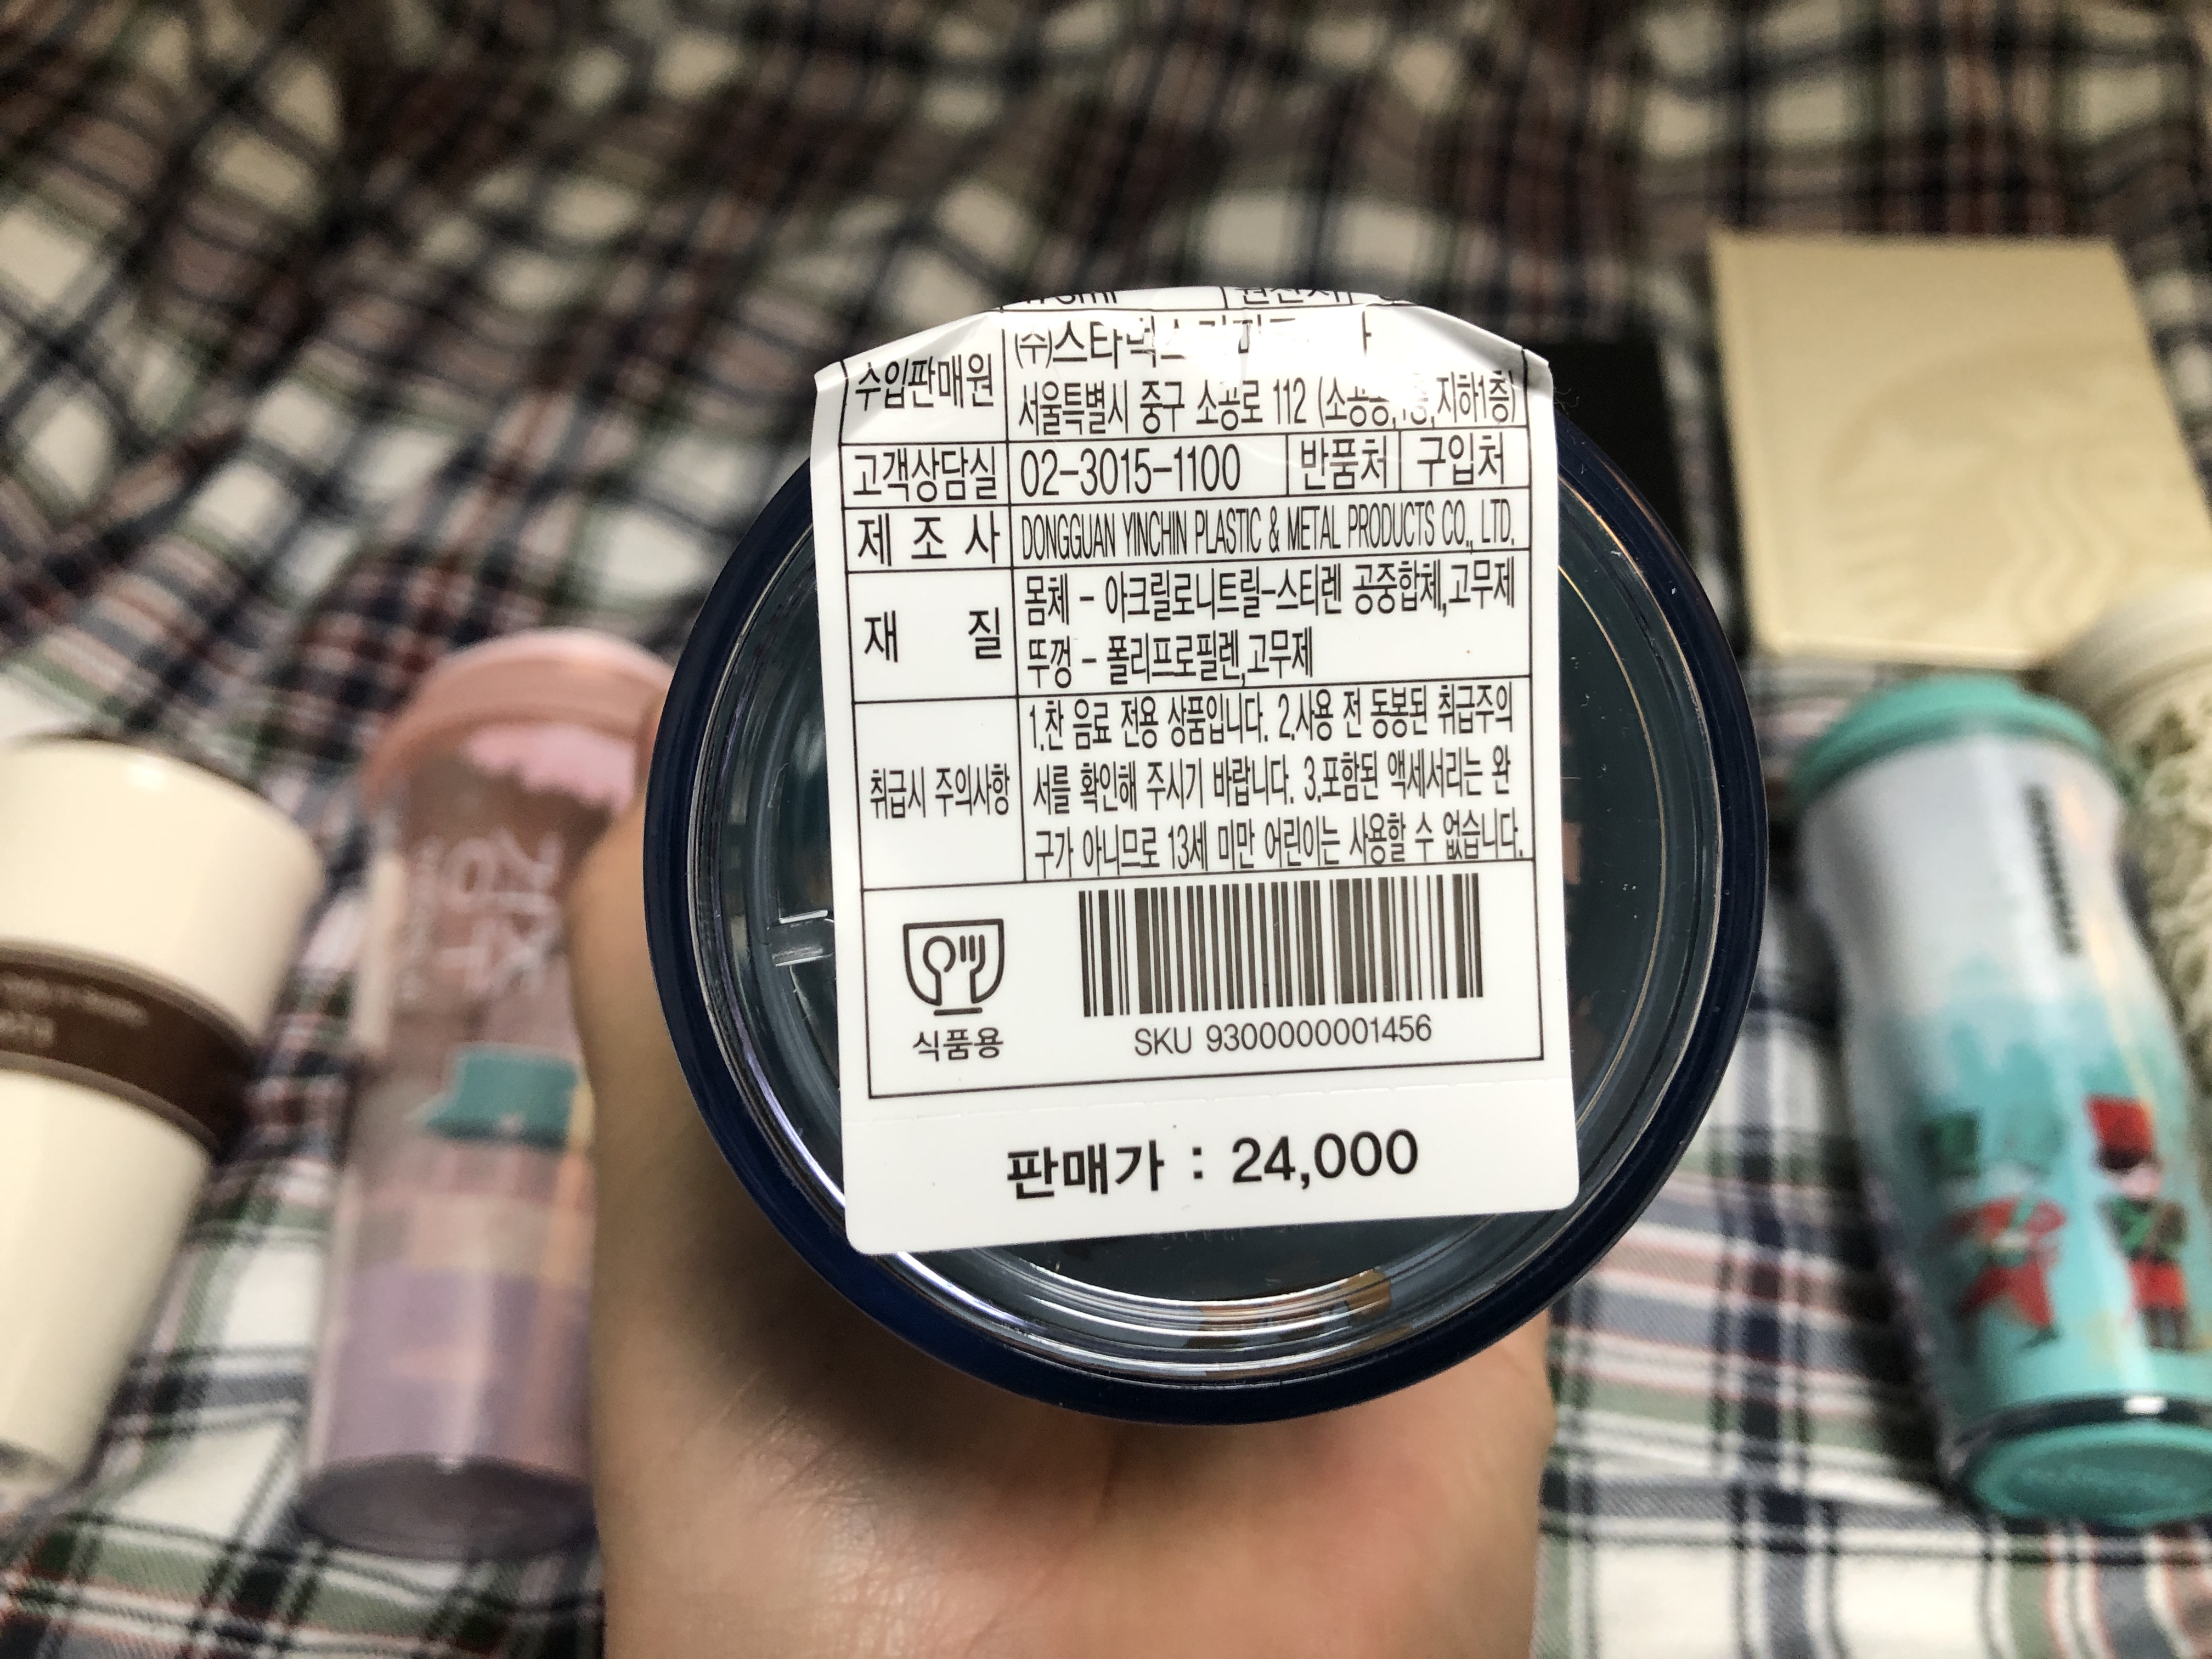 수입판매원
서울특별시 중구 소공로 112 지하1층)
고객상담실 02-3015-1100 반품처 구입처
제 조 사 DONGGUAN YINCHIN PLASTIC & METAL PRODUCTS CO., LTD.
재 질
몸체 - 아크릴로니트릴-스티렌 공중합체,고무제
뚜껑 - 폴리프로필렌,고무제
취급시 주의사항
1.찬 음료 전용 상품입니다. 2.사용 전 동봉된 취급주의
서를 확인해 주시기 바랍니다. 3.포함된 액세서리는 완
구가 아니므로 13세 미만 어린이는 사용할 수 없습니다.
식품용
SKU 9300000001456
판매가 : 24,000